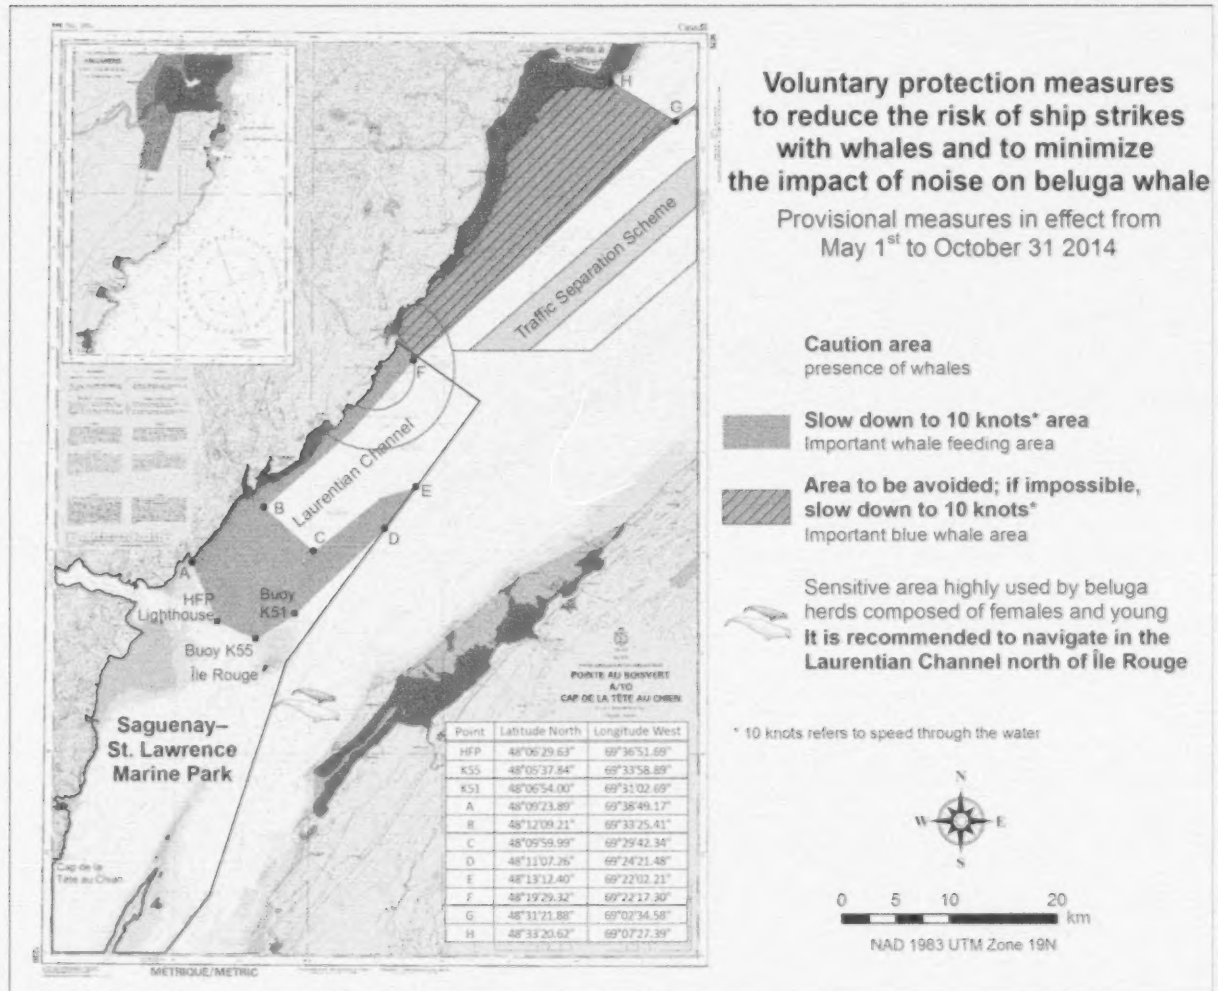 Canada
Pointe à
Boisvert
H
G
Traffic Separation Scheme
F
Laurentian Channel
E
B
D
C
A
HFP
Lighthouse
Buoy
K51
Buoy K55
Île Rouge
POINTE AU BOISVERT
A/TO
CAP DE LA TÊTE AU CHIEN
Saguenay–
St. Lawrence
Marine Park
Cap de la
Tête au Chien
Point Latitude North Longitude West
HFP 48°06'29.63" 69°36'51.69"
K55 48°05'37.84" 69°33'58.89"
K51 48°06'54.00" 69°31'02.69"
A 48°09'23.89" 69°38'49.17"
B 48°12'09.21" 69°33'25.41"
C 48°09'59.99" 69°29'42.34"
D 48°11'07.26" 69°24'21.48"
E 48°13'12.40" 69°22'02.21"
F 48°19'29.32" 69°22'17.30"
G 48°31'21.88" 69°02'34.58"
H 48°33'20.62" 69°07'27.39"
METRIQUE/METRIC
Voluntary protection measures
to reduce the risk of ship strikes
with whales and to minimize
the impact of noise on beluga whale
Provisional measures in effect from
May 1st to October 31 2014
Caution area
presence of whales
Slow down to 10 knots* area
Important whale feeding area
Area to be avoided; if impossible,
slow down to 10 knots*
Important blue whale area
Sensitive area highly used by beluga
herds composed of females and young
It is recommended to navigate in the
Laurentian Channel north of Île Rouge
* 10 knots refers to speed through the water
N
W E
S
0 5 10 20
km
NAD 1983 UTM Zone 19N